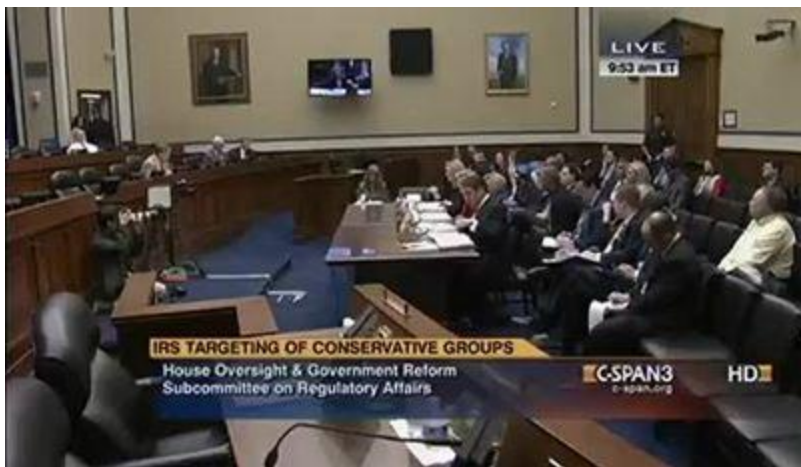 LIVE
9:53 am ET
IRS TARGETING OF CONSERVATIVE GROUPS
House Oversight & Government Reform
Subcommittee on Regulatory Affairs
C-SPAN3
c-span.org
HD